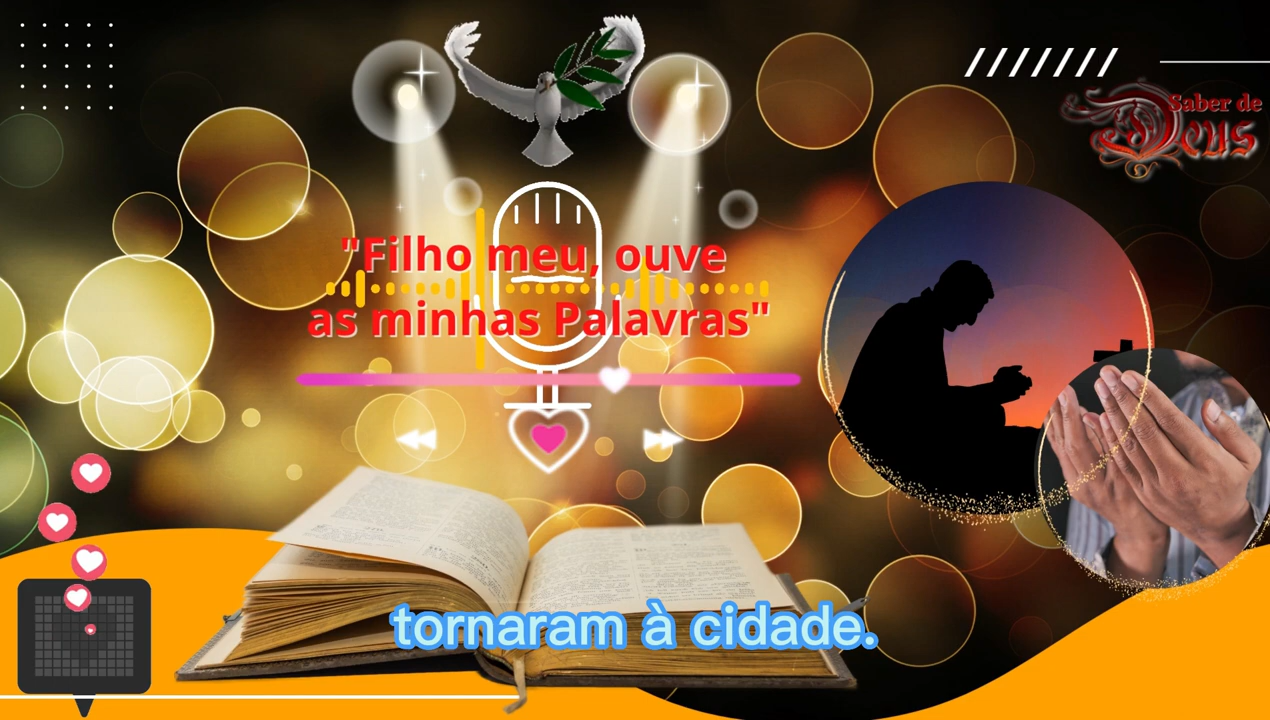 Saber de
Deus
"Filho meu, ouve
as minhas Palavras"
tornaram à cidade.